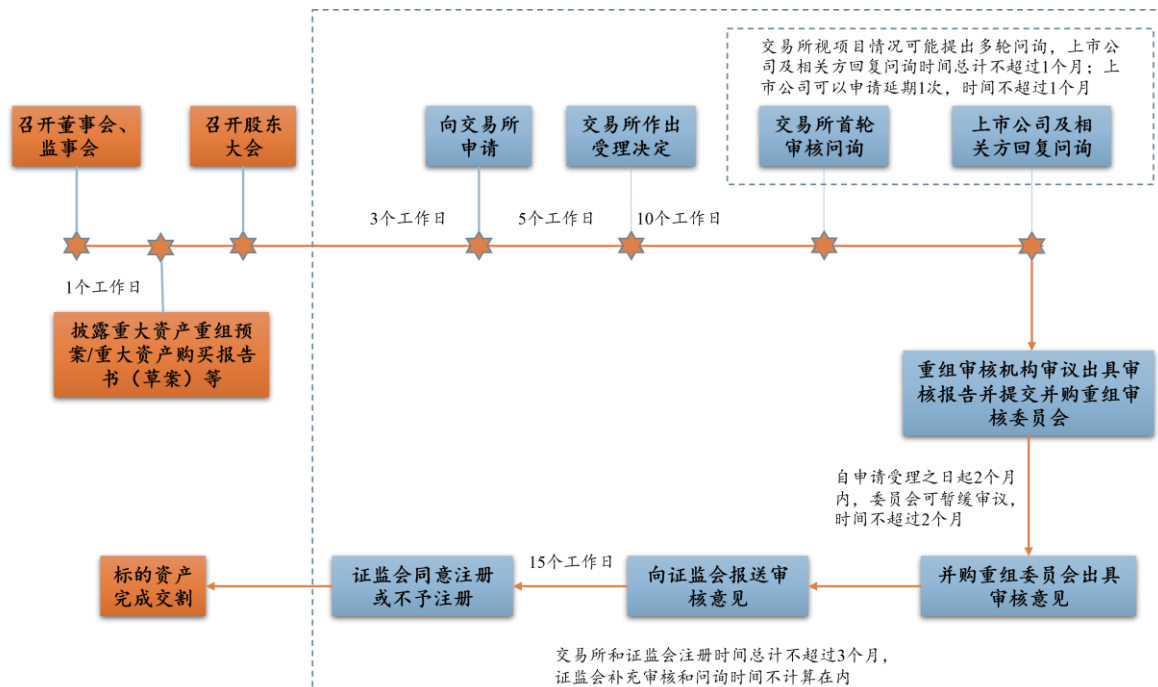 交易所视项目情况可能提出多轮问询，上市公
司及相关方回复问询时间总计不超过1个月；上
市公司可以申请延期1次，时间不超过1个月
召开董事会、
监事会
召开股东
大会
向交易所
申请
交易所作出
受理决定
交易所首轮
审核问询
上市公司及相
关方回复问询
3个工作日
5个工作日
10个工作日
1个工作日
披露重大资产重组预
案/重大资产购买报告
书（草案）等
重组审核机构审议出具审
核报告并提交并购重组审
核委员会
自申请受理之日起2个月
内，委员会可暂缓审议，
时间不超过2个月
标的资产
完成交割
证监会同意注册
或不予注册
15个工作日
向证监会报送审
核意见
并购重组委员会出具
审核意见
交易所和证监会注册时间总计不超过3个月，
证监会补充审核和问询时间不计算在内